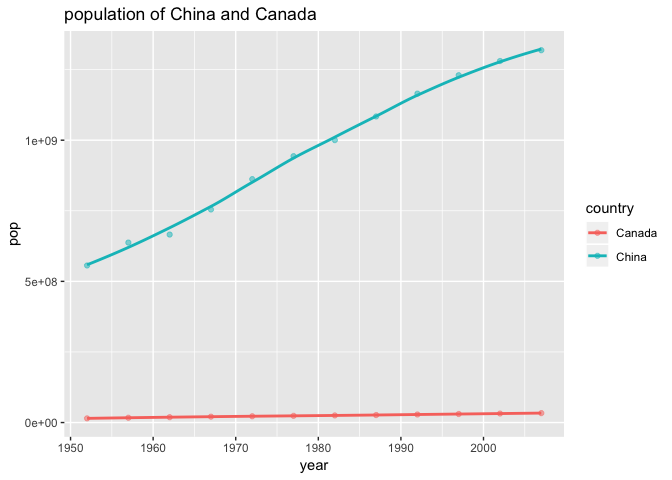 population of China and Canada
1e+09
5e+08
0e+00
pop
1950 1960 1970 1980 1990 2000
year
country
Canada
China